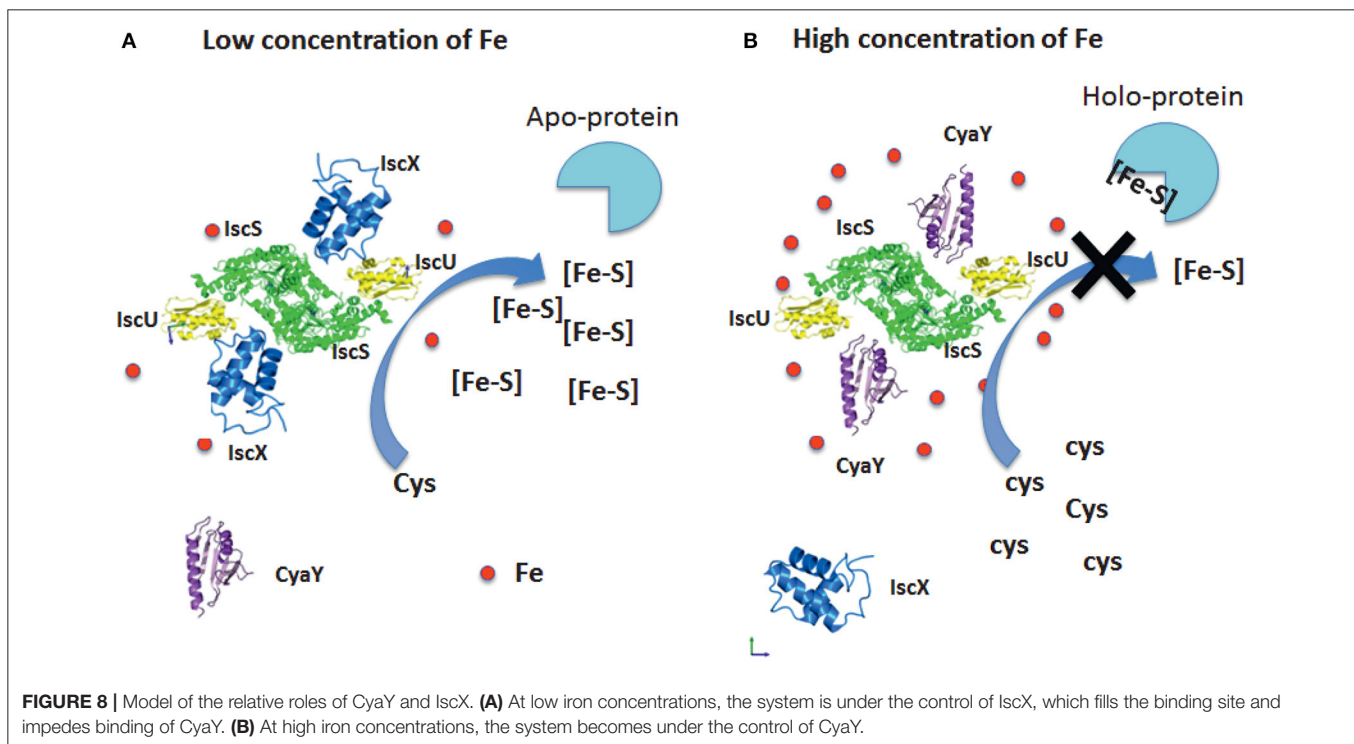 A
Low concentration of Fe
Apo-protein
IscX
IscS
IscU
[Fe-S]
[Fe-S]
[Fe-S]
IscU
IscS
[Fe-S]
[Fe-S]
IscX
Cys
CyaY
Fe
B
High concentration of Fe
Holo-protein
CyaY
[Fe-S]
IscS
IscU
[Fe-S]
IscU
IscS
CyaY
cys
cys
Cys
cys
cys
IscX
FIGURE 8 | Model of the relative roles of CyaY and IscX. (A) At low iron concentrations, the system is under the control of IscX, which fills the binding site and
impedes binding of CyaY. (B) At high iron concentrations, the system becomes under the control of CyaY.